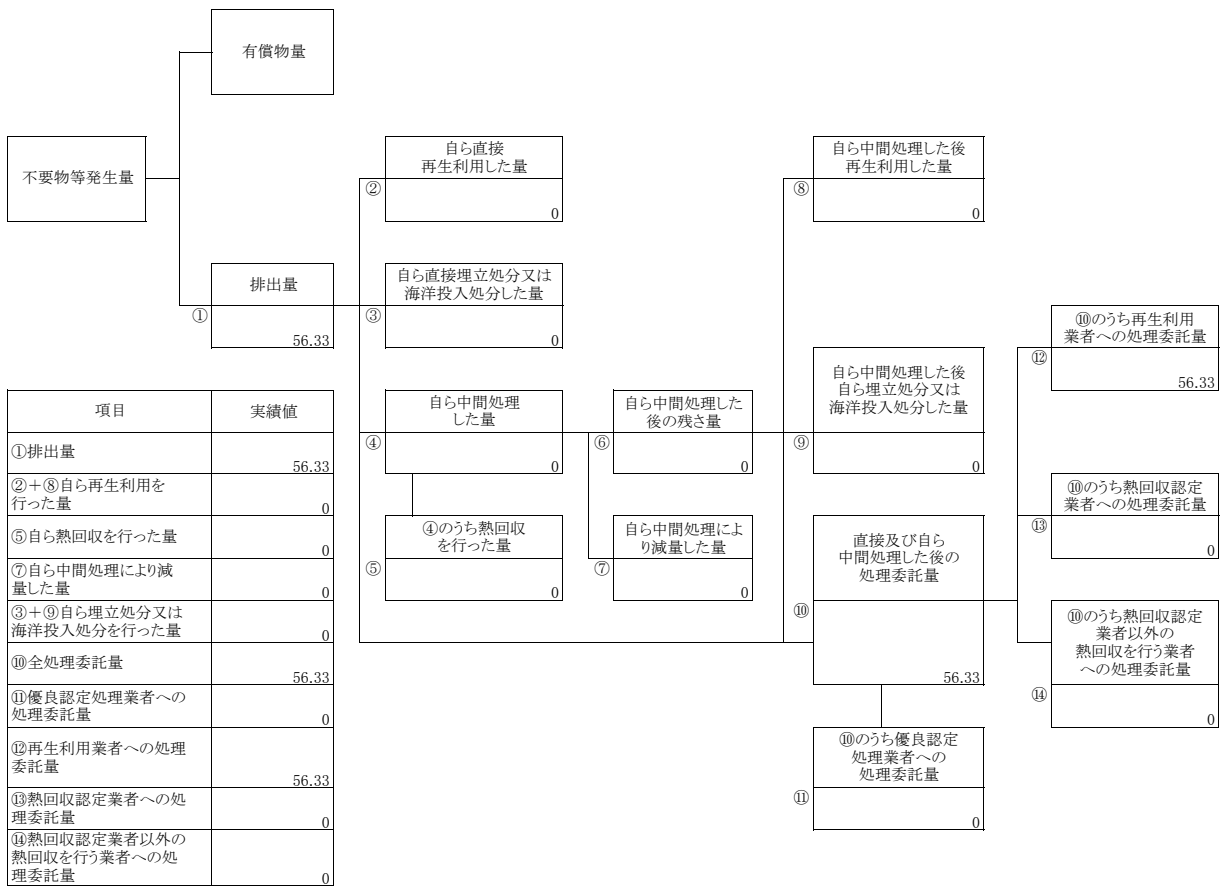 有償物量
不要物等発生量
自ら直接
再生利用した量
②
0
自ら中間処理した後
再生利用した量
⑧
0
排出量
①
56.33
自ら直接埋立処分又は
海洋投入処分した量
③
0
⑩のうち再生利用
業者への処理委託量
⑫
56.33
自ら中間処理
した量
④
0
自ら中間処理した
後の残さ量
⑥
0
自ら中間処理した後
自ら埋立処分又は
海洋投入処分した量
⑨
0
⑩のうち熱回収認定
業者への処理委託量
⑬
0
④のうち熱回収
を行った量
⑤
0
自ら中間処理によ
り減量した量
⑦
0
直接及び自ら
中間処理した後の
処理委託量
⑩
56.33
⑩のうち熱回収認定
業者以外の
熱回収を行う業者
への処理委託量
⑭
0
⑩のうち優良認定
処理業者への
処理委託量
⑪
0
項目 実績値
①排出量 56.33
②+⑧自ら再生利用を
行った量 0
⑤自ら熱回収を行った量 0
⑦自ら中間処理により減
量した量 0
③+⑨自ら埋立処分又は
海洋投入処分を行った量 0
⑩全処理委託量 56.33
⑪優良認定処理業者への
処理委託量 0
⑫再生利用業者への処理
委託量 56.33
⑬熱回収認定業者への処
理委託量 0
⑭熱回収認定業者以外の
熱回収を行う業者への処
理委託量 0